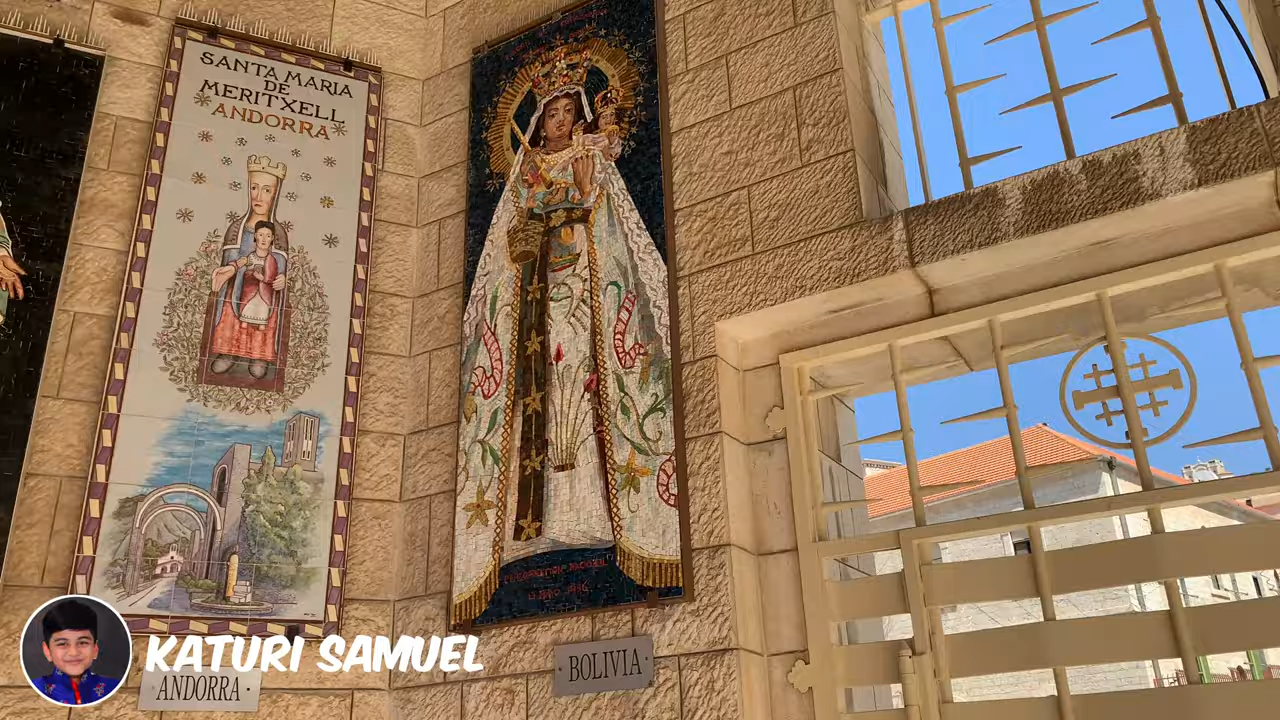 SANTA MARIA
DE
MERITXELL
ANDORRA
KATURI SAMUEL
ANDORRA
BOLIVIA